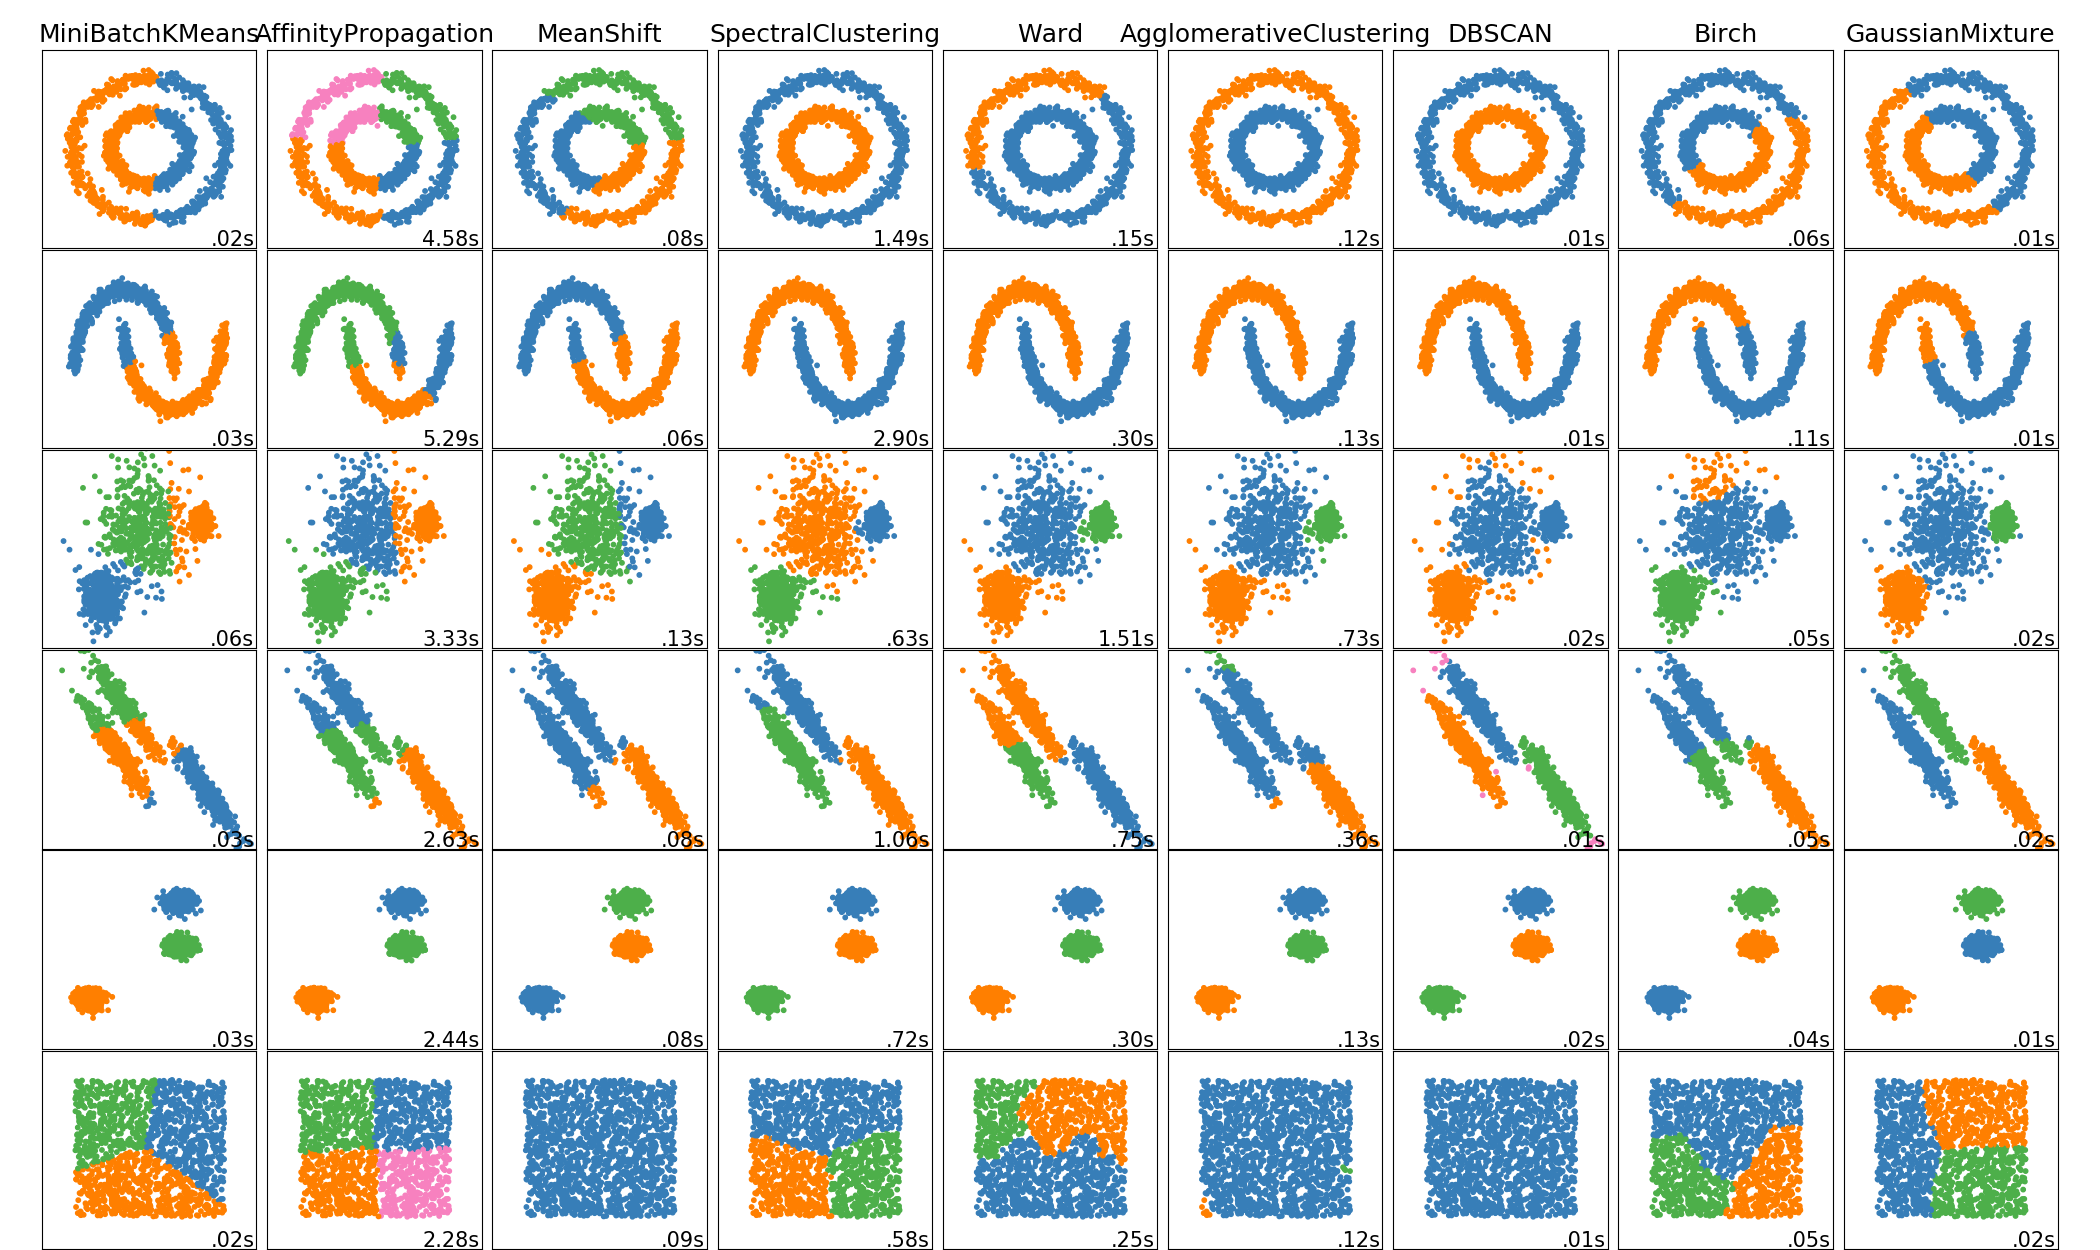 MiniBatchKMeans AffinityPropagation MeanShift SpectralClustering Ward AgglomerativeClustering DBSCAN Birch GaussianMixture
.02s 4.58s .08s 1.49s .15s .12s .01s .06s .01s
.03s 5.29s .06s 2.90s .30s .13s .01s .11s .01s
.06s 3.33s .13s .63s 1.51s .73s .02s .05s .02s
.03s 2.63s .08s 1.06s .75s .36s .01s .05s .02s
.03s 2.44s .08s .72s .30s .13s .02s .04s .01s
.02s 2.28s .09s .58s .25s .12s .01s .05s .02s